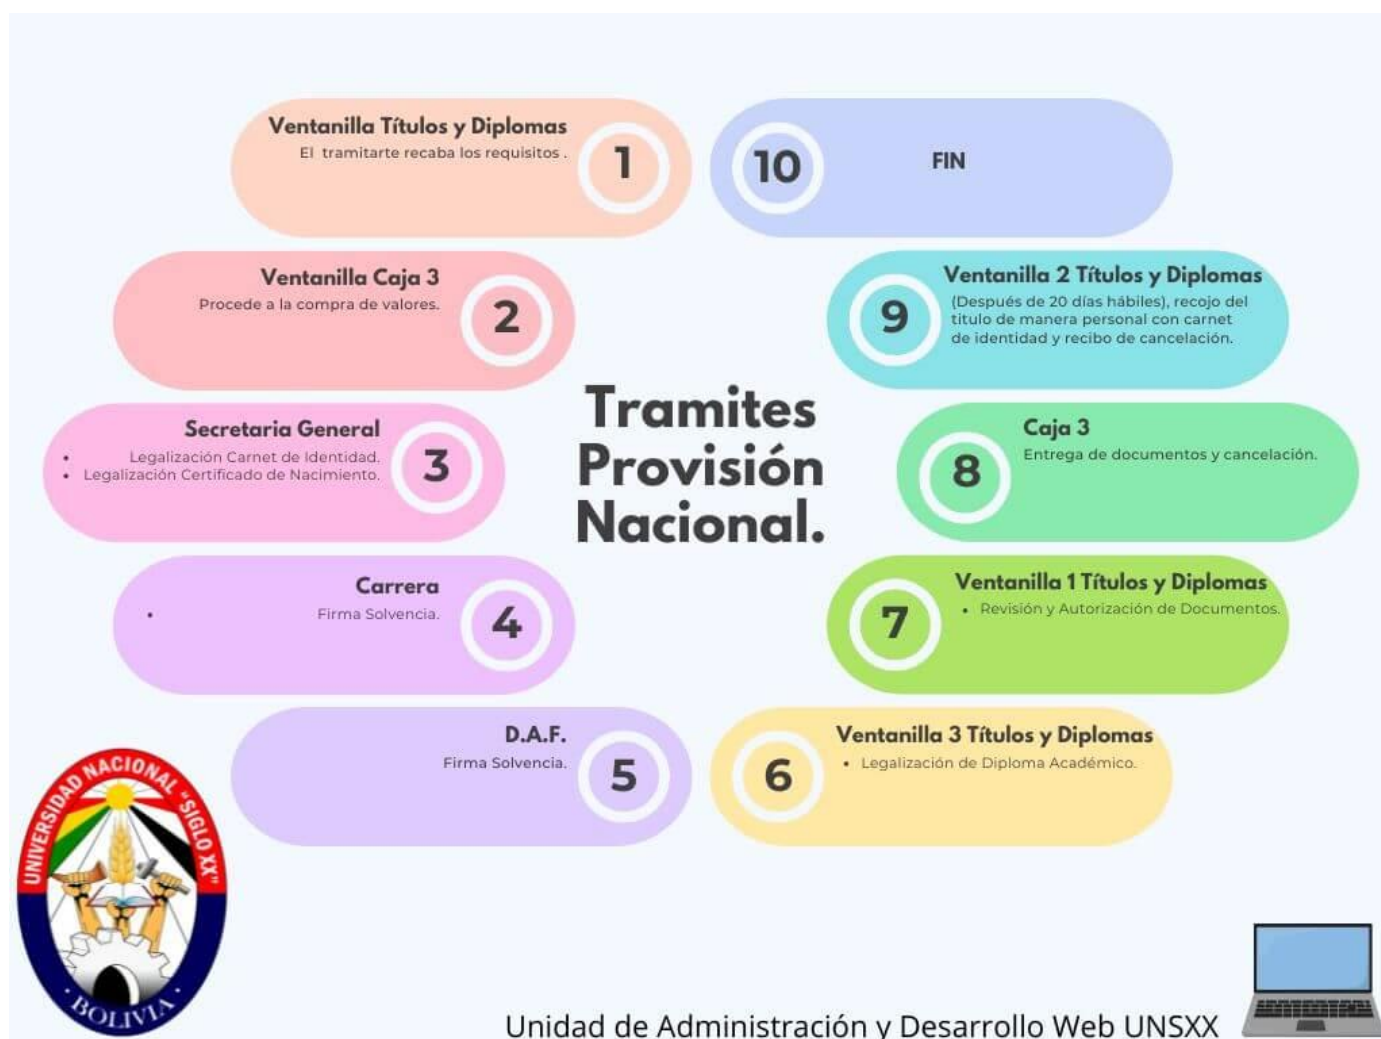 Ventanilla Títulos y Diplomas
El tramitarte recaba los requisitos .
1
Ventanilla Caja 3
Procede a la compra de valores.
2
Secretaria General
• Legalización Carnet de Identidad.
• Legalización Certificado de Nacimiento.
3
Carrera
• Firma Solvencia.
4
D.A.F.
Firma Solvencia.
5
Tramites
Provisión
Nacional.
Ventanilla 3 Títulos y Diplomas
• Legalización de Diploma Académico.
6
Ventanilla 1 Títulos y Diplomas
• Revisión y Autorización de Documentos.
7
Caja 3
Entrega de documentos y cancelación.
8
Ventanilla 2 Títulos y Diplomas
(Después de 20 días hábiles), recojo del
titulo de manera personal con carnet
de identidad y recibo de cancelación.
9
10
FIN
UNIVERSIDAD NACIONAL "SIGLO XX"
· BOLIVIA ·
Unidad de Administración y Desarrollo Web UNSXX